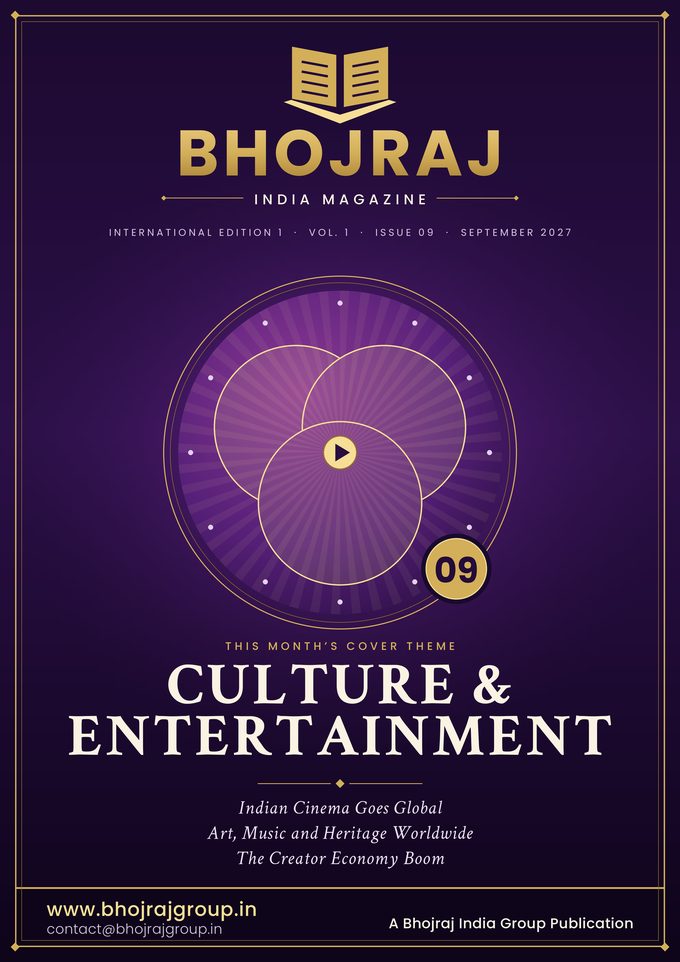 BHOJRAJ
INDIA MAGAZINE
INTERNATIONAL EDITION 1 · VOL. 1 · ISSUE 09 · SEPTEMBER 2027
09
THIS MONTH’S COVER THEME
CULTURE &
ENTERTAINMENT
Indian Cinema Goes Global
Art, Music and Heritage Worldwide
The Creator Economy Boom
www.bhojrajgroup.in
contact@bhojrajgroup.in
A Bhojraj India Group Publication